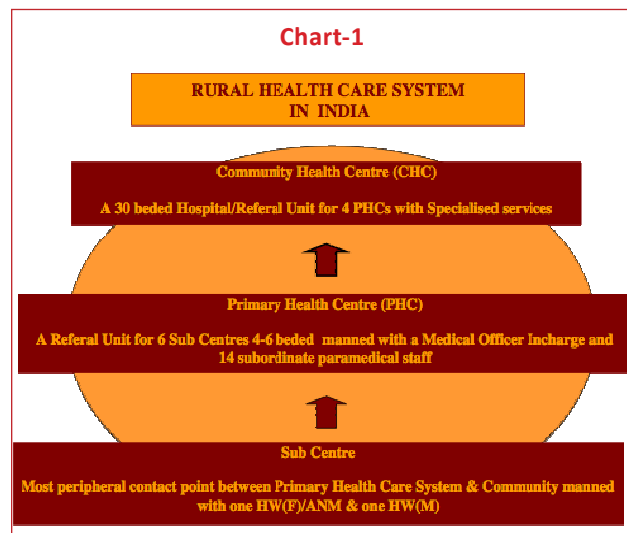 Chart-1
RURAL HEALTH CARE SYSTEM
IN INDIA
Community Health Centre (CHC)
A 30 beded Hospital/Referal Unit for 4 PHCs with Specialised services
Primary Health Centre (PHC)
A Referal Unit for 6 Sub Centres 4-6 beded manned with a Medical Officer Incharge and
14 subordinate paramedical staff
Sub Centre
Most peripheral contact point between Primary Health Care System & Community manned
with one HW(F)/ANM & one HW(M)